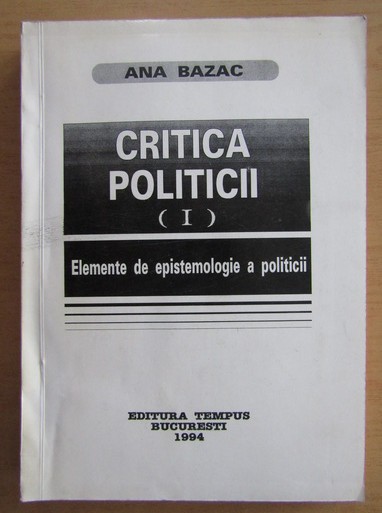 ANA BAZAC
CRITICA
POLITICII
( I )
Elemente de epistemologie a politicii
EDITURA TEMPUS
BUCURESTI
1994